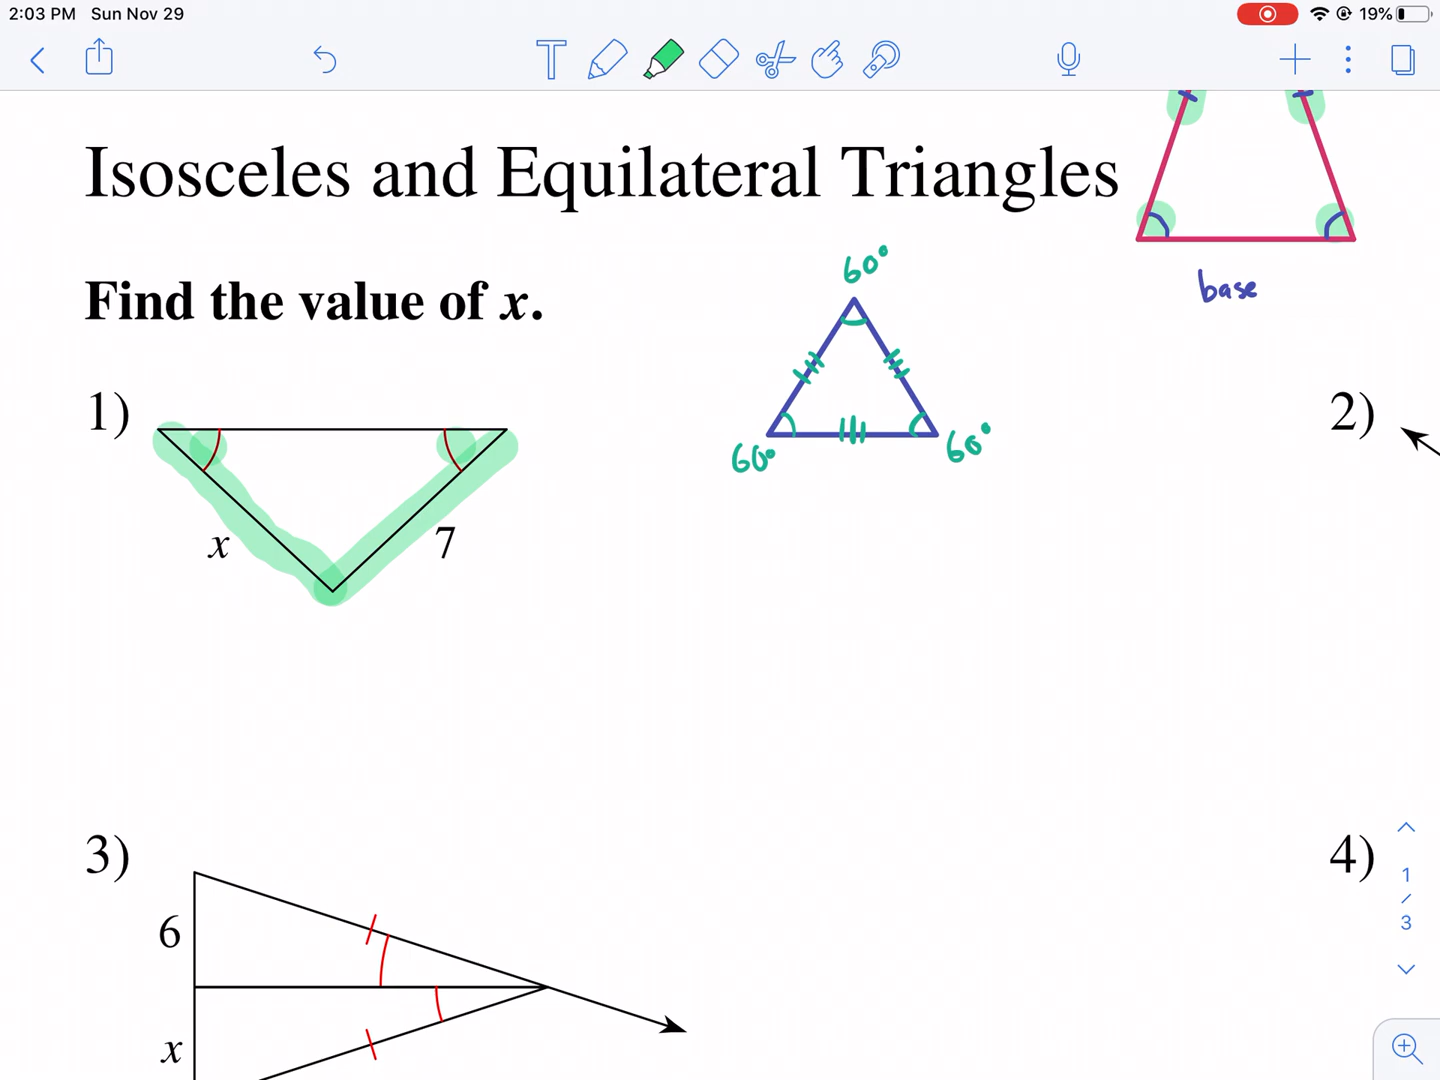 2:03 PM Sun Nov 29
19%
Isosceles and Equilateral Triangles
base
Find the value of x.
60°
60°
60°
1)
x
7
2)
3)
6
x
4)
1
/
3